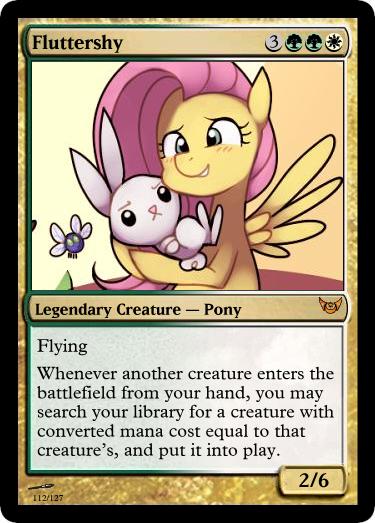 Fluttershy 3
Legendary Creature — Pony
Flying
Whenever another creature enters the
battlefield from your hand, you may
search your library for a creature with
converted mana cost equal to that
creature's, and put it into play.
2/6
112/127